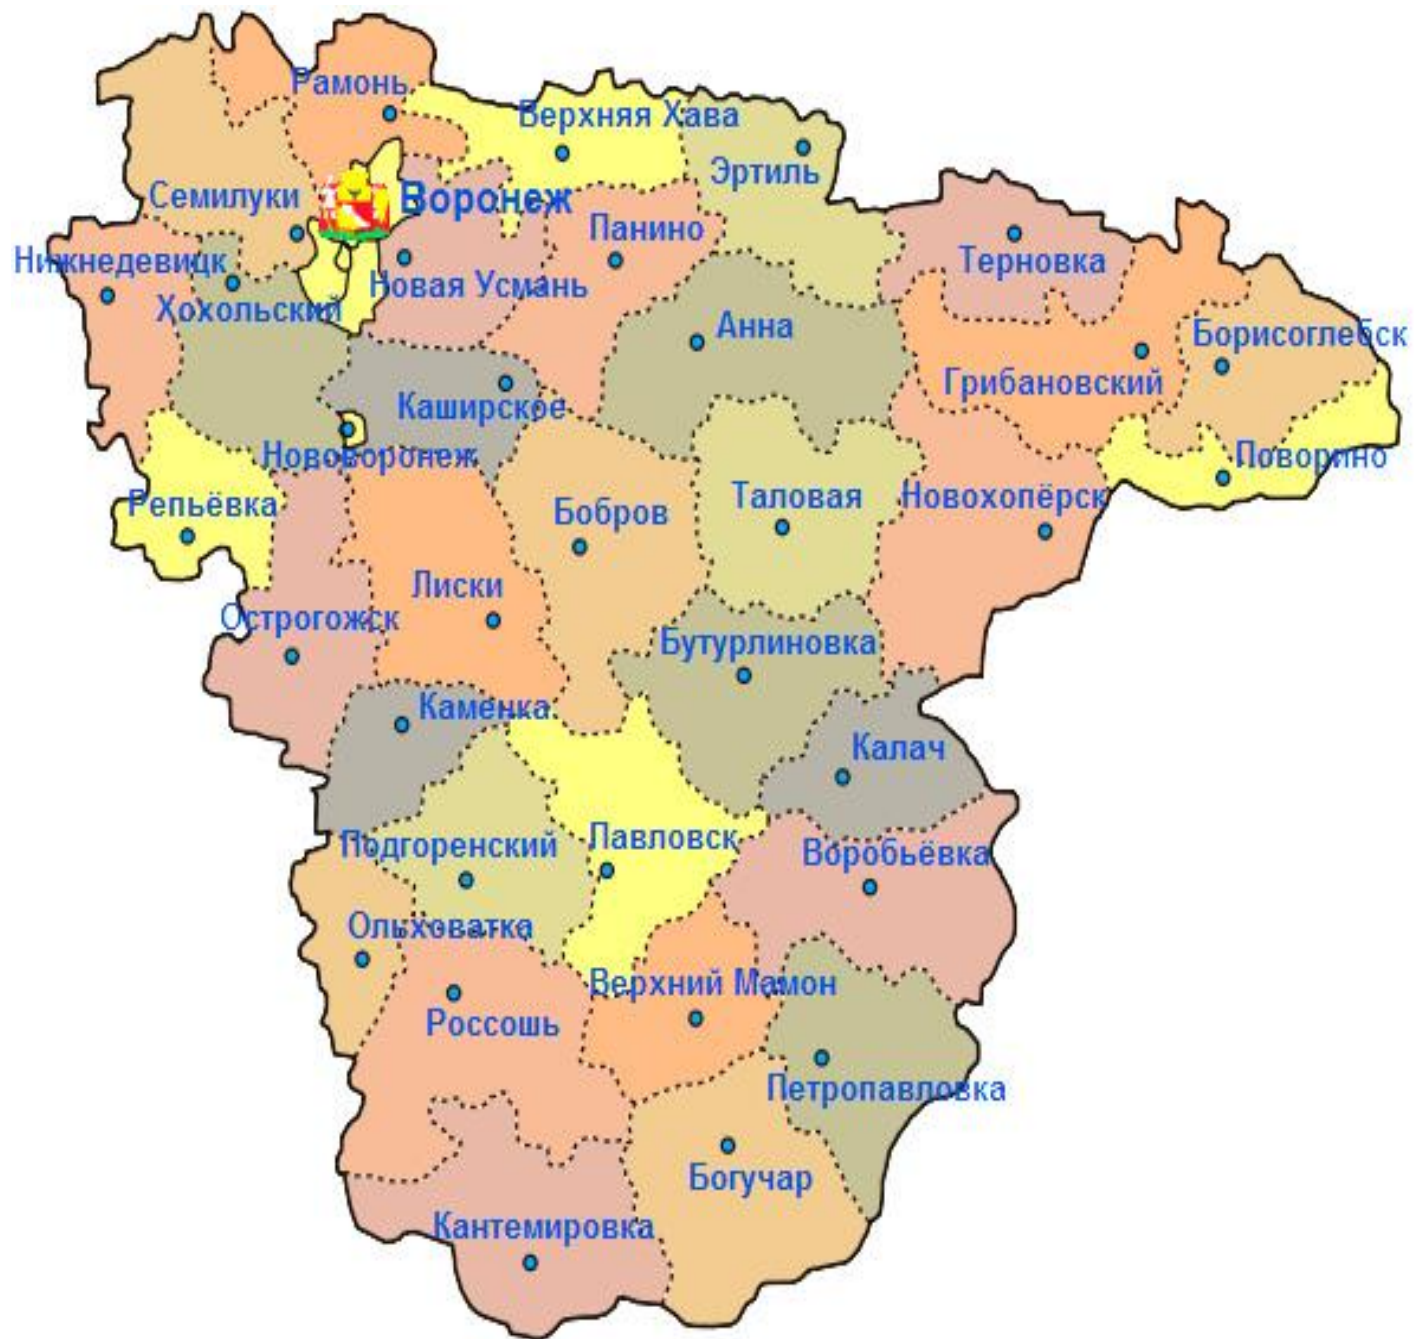 Рамонь
Верхняя Хава
Эртиль
Семилуки
Воронеж
Панино
Терновка
Нижнедевицк
Новая Усмань
Хохольский
Анна
Борисоглебск
Грибановский
Каширское
Нововоронеж
Поворино
Репьёвка
Бобров
Таловая
Новохопёрск
Лиски
Острогожск
Бутурлиновка
Каменка
Калач
Подгоренский
Павловск
Воробьёвка
Ольховатка
Верхний Мамон
Россошь
Петропавловка
Богучар
Кантемировка